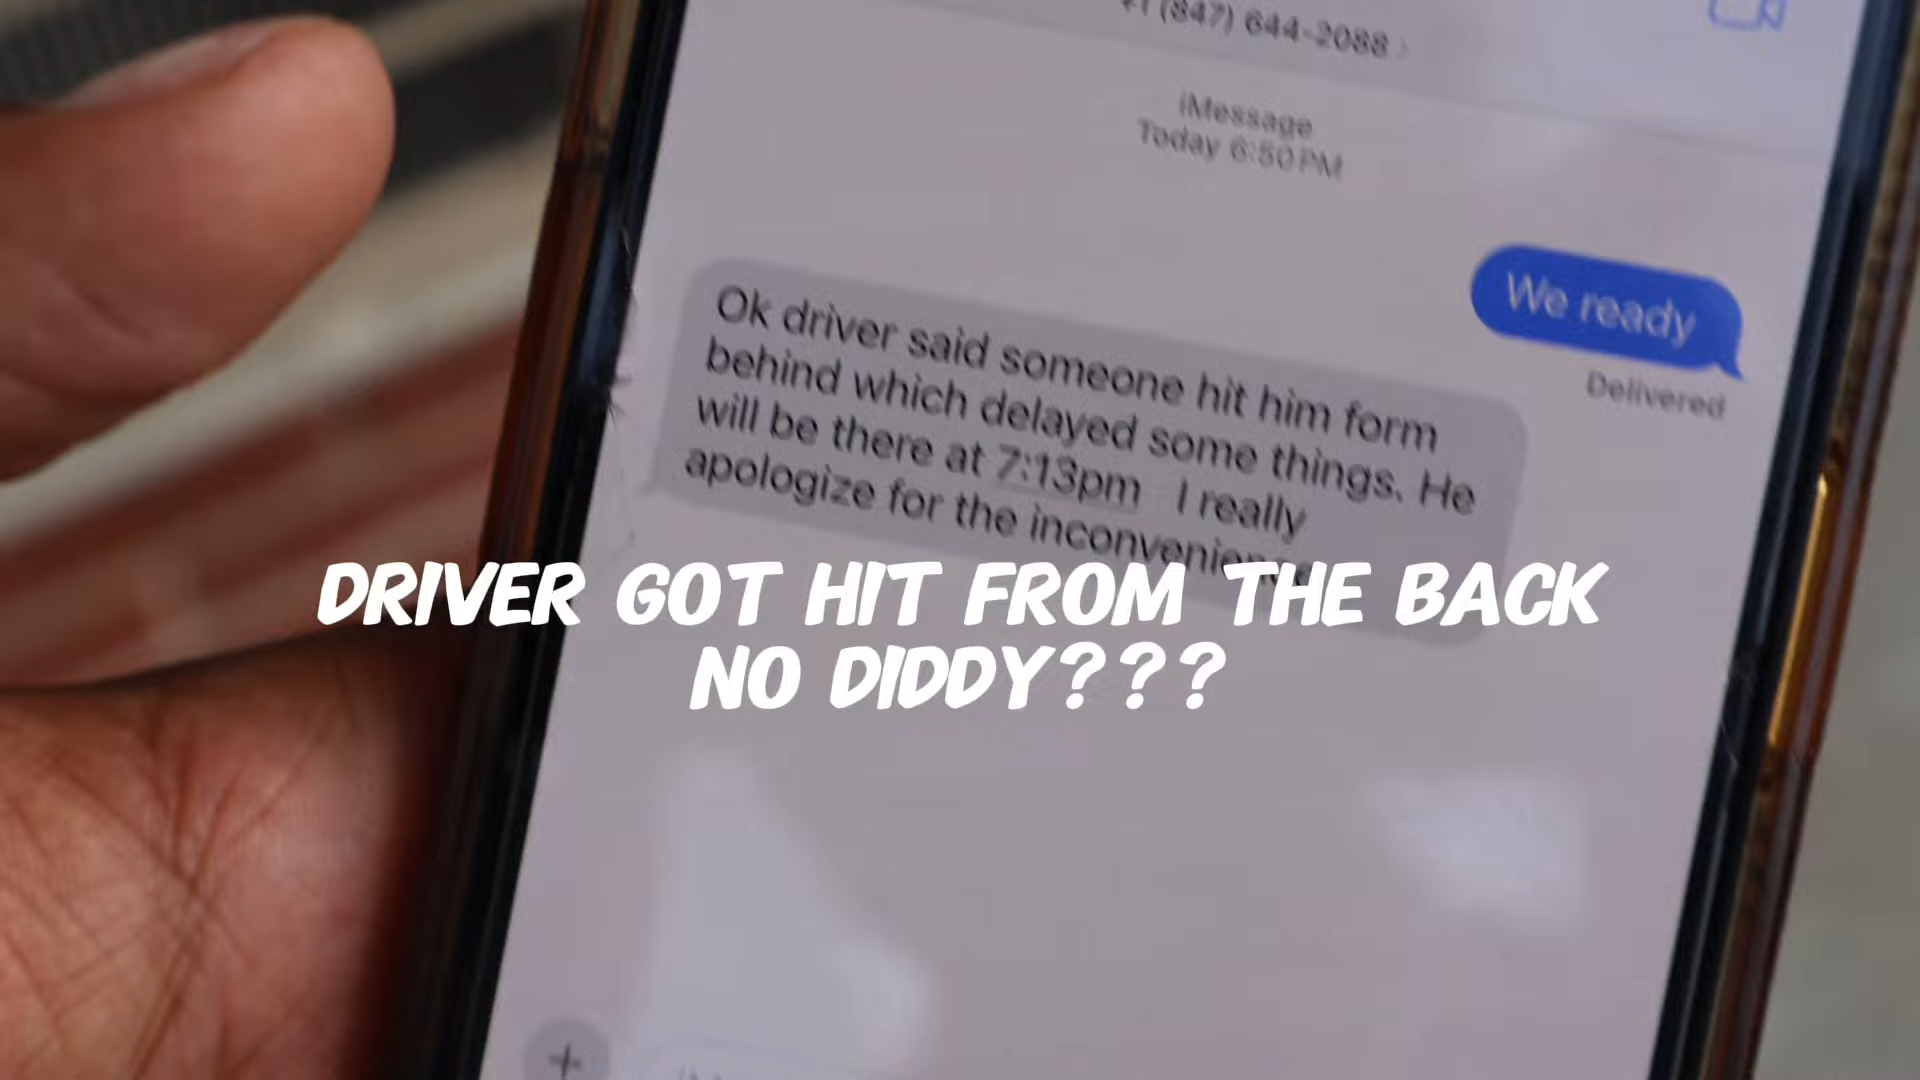 +1 (847) 644-2088 >
iMessage
Today 6:50 PM
We ready
Delivered
Ok driver said someone hit him form
behind which delayed some things. He
will be there at 7:13pm I really
apologize for the
DRIVER GOT HIT FROM THE BACK
NO DIDDY???